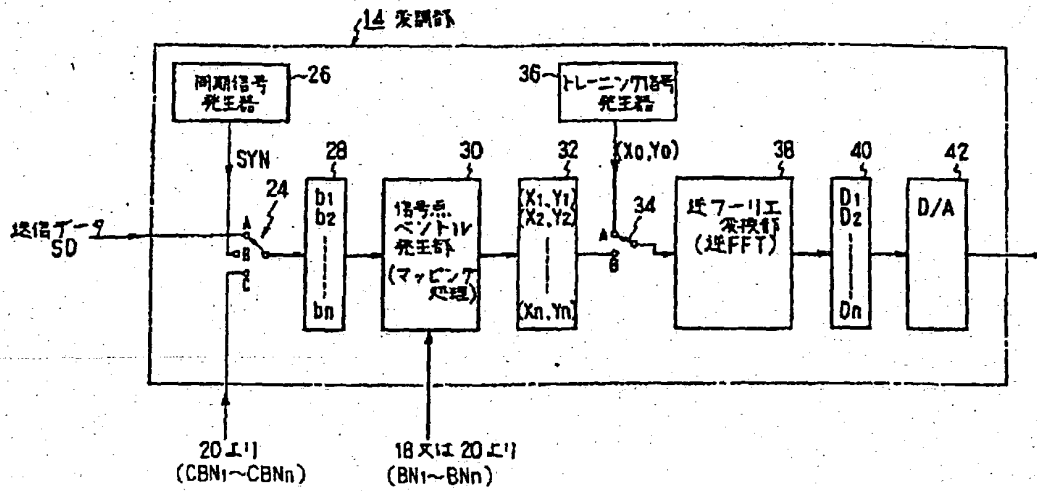 14 変調部
同期信号
発生器
26
36
トレーニング信号
発生器
SYN
(X0,Y0)
28
30
32
38
40
42
24
34
送信データ
SD
A
B
C
b1
b2
bn
信号点
ベクトル
発生部
(マッピング
処理)
(X1,Y1)
(X2,Y2)
(Xn,Yn)
A
B
逆フーリエ
変換部
(逆FFT)
D1
D2
Dn
D/A
20より
(CBN1~CBNn)
18又は20より
(BN1~BNn)